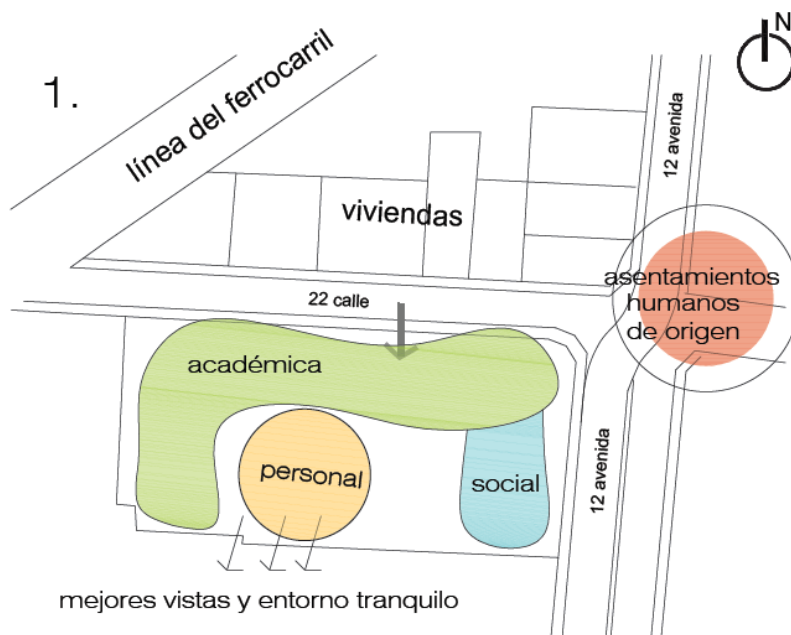 N
1.
línea del ferrocarril
12 avenida
viviendas
asentamientos
humanos
de origen
22 calle
académica
personal
social
12 avenida
mejores vistas y entorno tranquilo